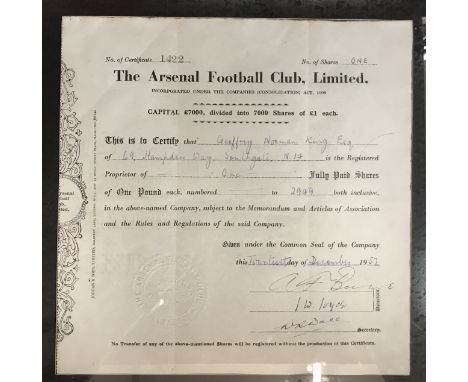 No. of Certificate 1422 No. of Shares ONE
The Arsenal Football Club, Limited.
INCORPORATED UNDER THE COMPANIES (CONSOLIDATION) ACT, 1908
CAPITAL £7000, divided into 7000 Shares of £1 each.
This is to Certify that Geoffrey Norman King Esq
of 69, Hampden Way, Southgate, N.14 is the Registered
Proprietor of One Fully Paid Shares
of One Pound each, numbered to 2909 both inclusive,
in the above-named Company, subject to the Memorandum and Articles of Association
and the Rules and Regulations of the said Company.
Given under the Common Seal of the Company
this day of December 195
Directors.
Secretary.
No Transfer of any of the above-mentioned Shares will be registered without the production of this Certificate.